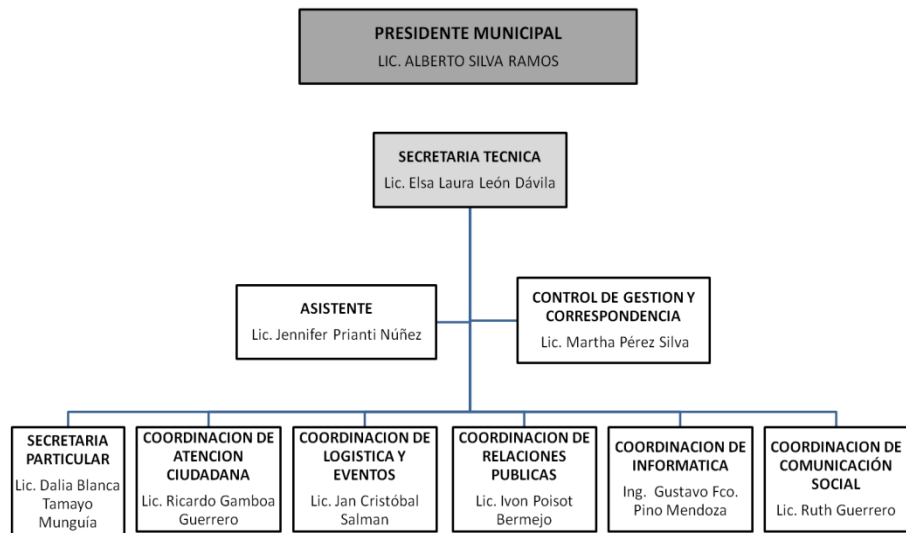 PRESIDENTE MUNICIPAL
LIC. ALBERTO SILVA RAMOS
SECRETARIA TECNICA
Lic. Elsa Laura León Dávila
ASISTENTE
Lic. Jennifer Prianti Núñez
CONTROL DE GESTION Y
CORRESPONDENCIA
Lic. Martha Pérez Silva
SECRETARIA
PARTICULAR
Lic. Dalia Blanca
Tamayo
Munguía
COORDINACION DE
ATENCION
CIUDADANA
Lic. Ricardo Gamboa
Guerrero
COORDINACION DE
LOGISTICA Y
EVENTOS
Lic. Jan Cristóbal
Salman
COORDINACION DE
RELACIONES
PUBLICAS
Lic. Ivon Poisot
Bermejo
COORDINACION DE
INFORMATICA
Ing. Gustavo Fco.
Pino Mendoza
COORDINACION DE
COMUNICACIÓN
SOCIAL
Lic. Ruth Guerrero